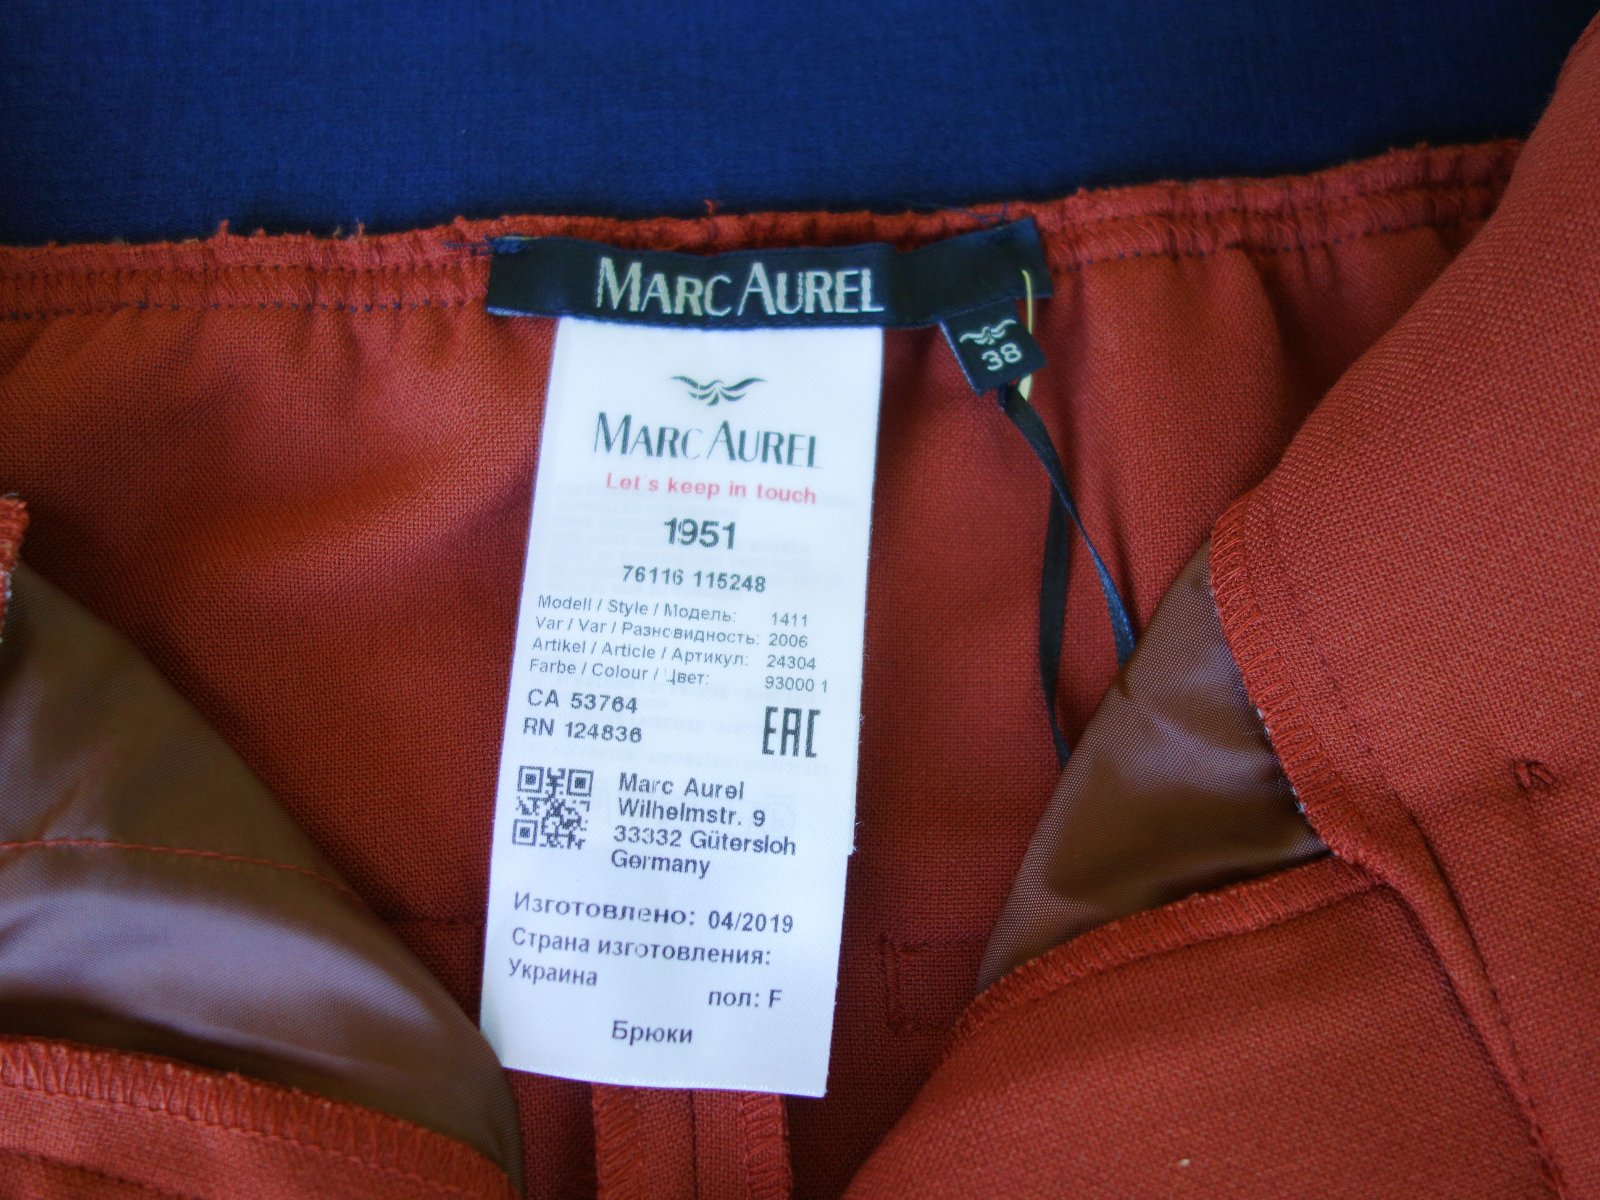 MARC AUREL
38
MARC AUREL
Let's keep in touch
1951
76116 115248
Modell / Style / Модель: 1411
Var / Var / Разновидность: 2006
Artikel / Article / Артикул: 24304
Farbe / Colour / Цвет: 93000 1
CA 53764
RN 124836
EAC
Marc Aurel
Wilhelmstr. 9
33332 Gütersloh
Germany
Изготовлено: 04/2019
Страна изготовления:
Украина
пол: F
Брюки